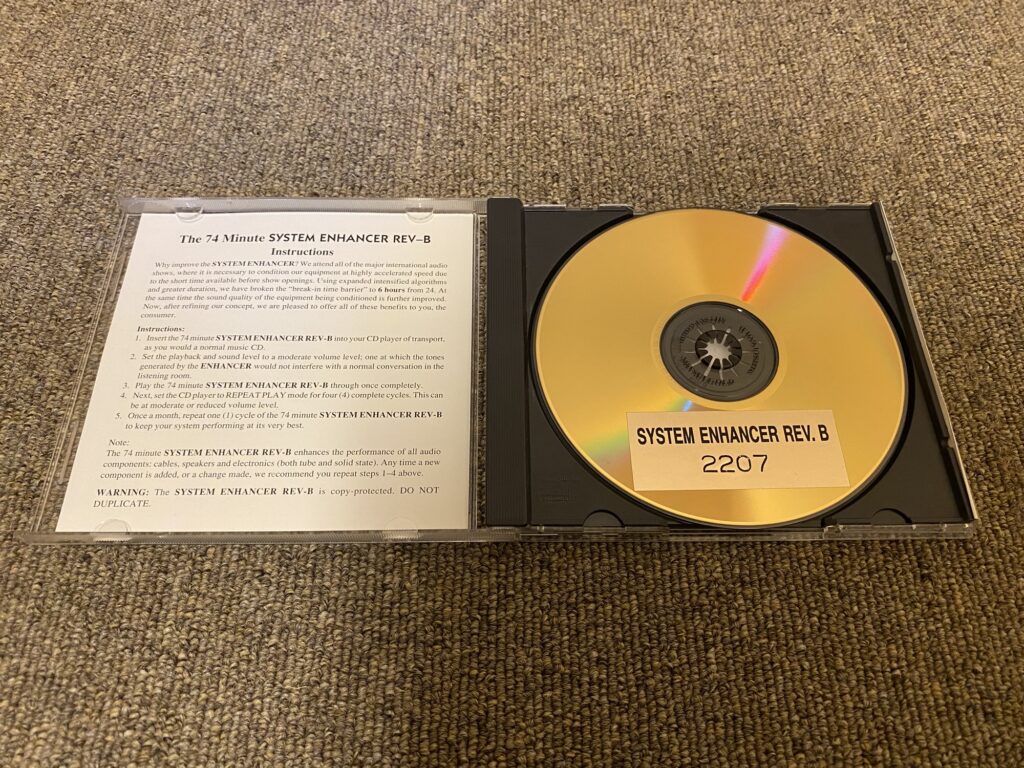 The 74 Minute SYSTEM ENHANCER REV–B
Instructions
Why improve the SYSTEM ENHANCER? We attend all of the major international audio
shows, where it is necessary to condition our equipment at highly accelerated speed due
to the short time available before show openings. Using expanded intensified algorithms
and greater duration, we have broken the "break-in time barrier" to 6 hours from 24. At
the same time the sound quality of the equipment being conditioned is further improved.
Now, after refining our concept, we are pleased to offer all of these benefits to you, the
consumer.
Instructions:
1. Insert the 74 minute SYSTEM ENHANCER REV-B into your CD player of transport,
as you would a normal music CD.
2. Set the playback and sound level to a moderate volume level; one at which the tones
generated by the ENHANCER would not interfere with a normal conversation in the
listening room.
3. Play the 74 minute SYSTEM ENHANCER REV-B through once completely.
4. Next, set the CD player to REPEAT PLAY mode for four (4) complete cycles. This can
be at moderate or reduced volume level.
5. Once a month, repeat one (1) cycle of the 74 minute SYSTEM ENHANCER REV-B
to keep your system performing at its very best.
Note:
The 74 minute SYSTEM ENHANCER REV-B enhances the performance of all audio
components: cables, speakers and electronics (both tube and solid state). Any time a new
component is added, or a change made, we recommend you repeat steps 1–4 above.
WARNING: The SYSTEM ENHANCER REV-B is copy-protected. DO NOT
DUPLICATE.
SYSTEM ENHANCER REV. B
2207